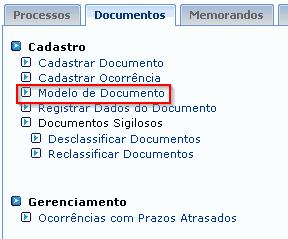 Processos Documentos Memorandos
Cadastro
Cadastrar Documento
Cadastrar Ocorrência
Modelo de Documento
Registrar Dados do Documento
Documentos Sigilosos
Desclassificar Documentos
Reclassificar Documentos
Gerenciamento
Ocorrências com Prazos Atrasados